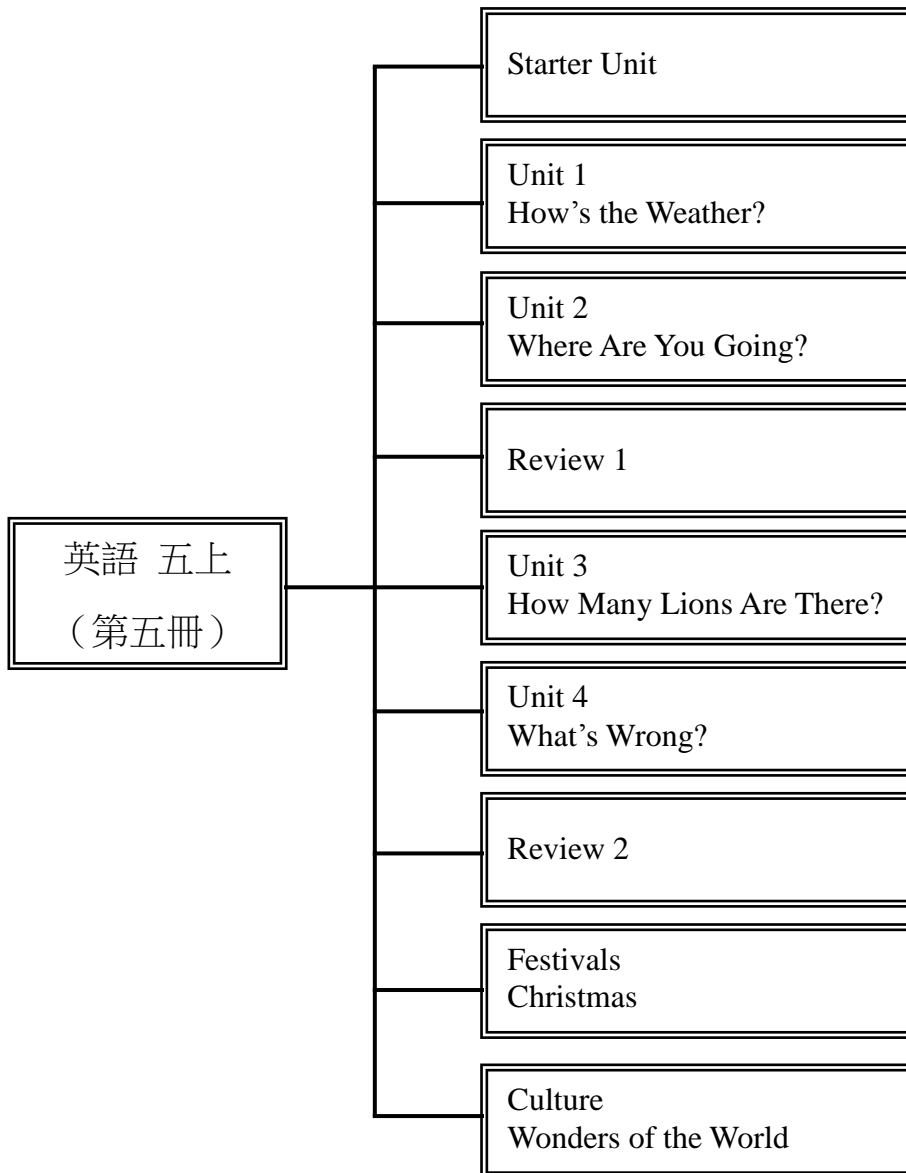 Starter Unit
Unit 1
How’s the Weather?
Unit 2
Where Are You Going?
Review 1
英語 五上
（第五冊）
Unit 3
How Many Lions Are There?
Unit 4
What’s Wrong?
Review 2
Festivals
Christmas
Culture
Wonders of the World